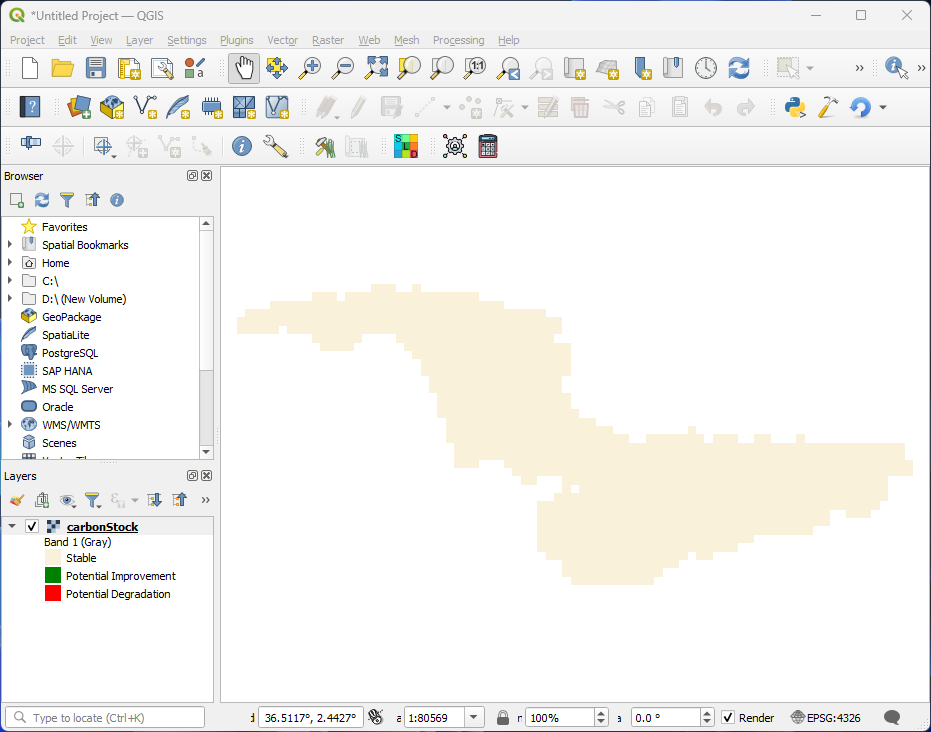 *Untitled Project — QGIS
Project Edit View Layer Settings Plugins Vector Raster Web Mesh Processing Help
Browser
Favorites
Spatial Bookmarks
Home
C:\
D:\ (New Volume)
GeoPackage
SpatiaLite
PostgreSQL
SAP HANA
MS SQL Server
Oracle
WMS/WMTS
Scenes
Layers
carbonStock
Band 1 (Gray)
Stable
Potential Improvement
Potential Degradation
Type to locate (Ctrl+K) 36.5117°, 2.4427° 1:80569 100% 0.0 ° Render EPSG:4326